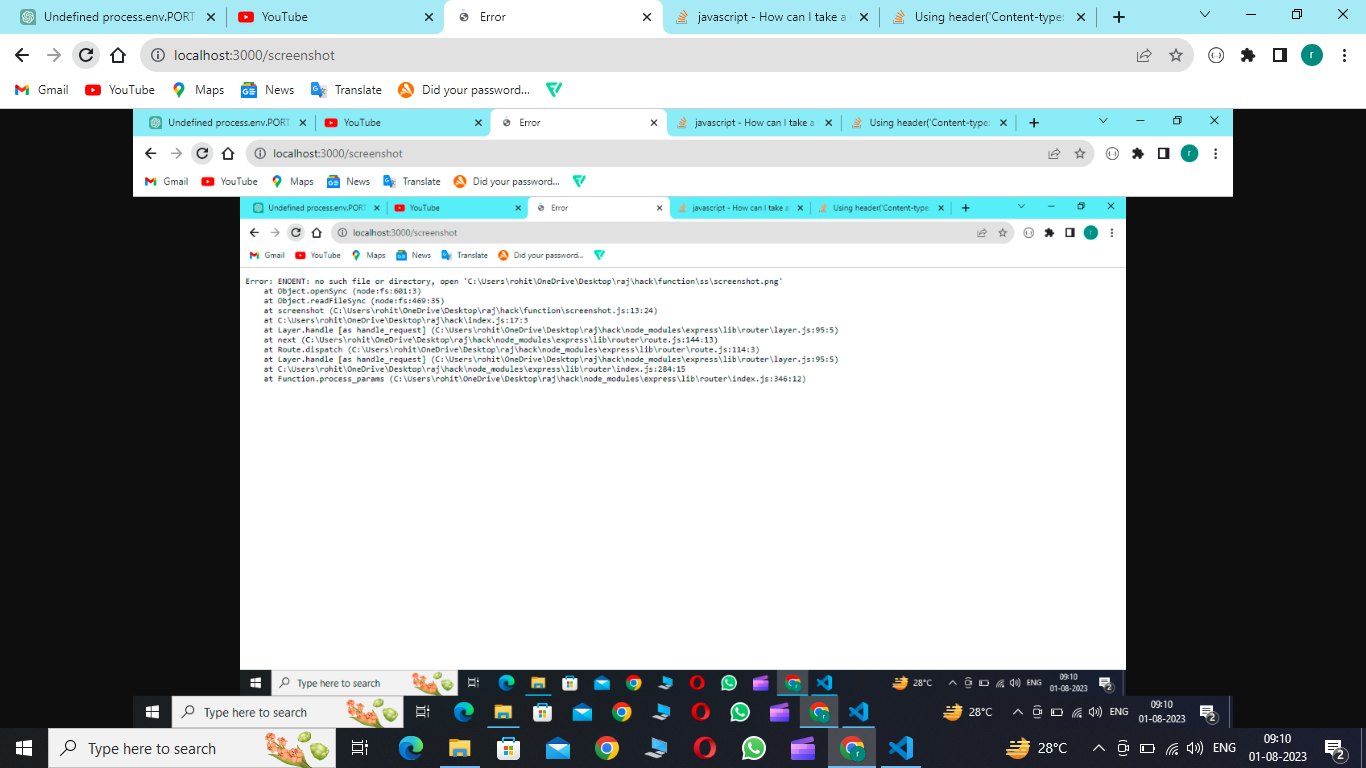 Undefined process.env.PORT YouTube Error javascript - How can I take a Using header('Content-type:
localhost:3000/screenshot r
Gmail YouTube Maps News Translate Did your password...
Undefined process.env.PORT YouTube Error javascript - How can I take a Using header('Content-type:
localhost:3000/screenshot r
Gmail YouTube Maps News Translate Did your password...
Undefined process.env.PORT YouTube Error javascript - How can I take a Using header('Content-type:
localhost:3000/screenshot r
Gmail YouTube Maps News Translate Did your password...
Error: ENOENT: no such file or directory, open 'C:\Users\rohit\OneDrive\Desktop\raj\hack\function\ss\screenshot.png'
at Object.openSync (node:fs:601:3)
at Object.readFileSync (node:fs:469:35)
at screenshot (C:\Users\rohit\OneDrive\Desktop\raj\hack\function\screenshot.js:13:24)
at C:\Users\rohit\OneDrive\Desktop\raj\hack\index.js:17:3
at Layer.handle [as handle_request] (C:\Users\rohit\OneDrive\Desktop\raj\hack\node_modules\express\lib\router\layer.js:95:5)
at next (C:\Users\rohit\OneDrive\Desktop\raj\hack\node_modules\express\lib\router\route.js:144:13)
at Route.dispatch (C:\Users\rohit\OneDrive\Desktop\raj\hack\node_modules\express\lib\router\route.js:114:3)
at Layer.handle [as handle_request] (C:\Users\rohit\OneDrive\Desktop\raj\hack\node_modules\express\lib\router\layer.js:95:5)
at C:\Users\rohit\OneDrive\Desktop\raj\hack\node_modules\express\lib\router\index.js:284:15
at Function.process_params (C:\Users\rohit\OneDrive\Desktop\raj\hack\node_modules\express\lib\router\index.js:346:12)
Type here to search 28°C ENG 09:10
01-08-2023 2
Type here to search 28°C ENG 09:10
01-08-2023 2
Type here to search 28°C ENG 09:10
01-08-2023 2